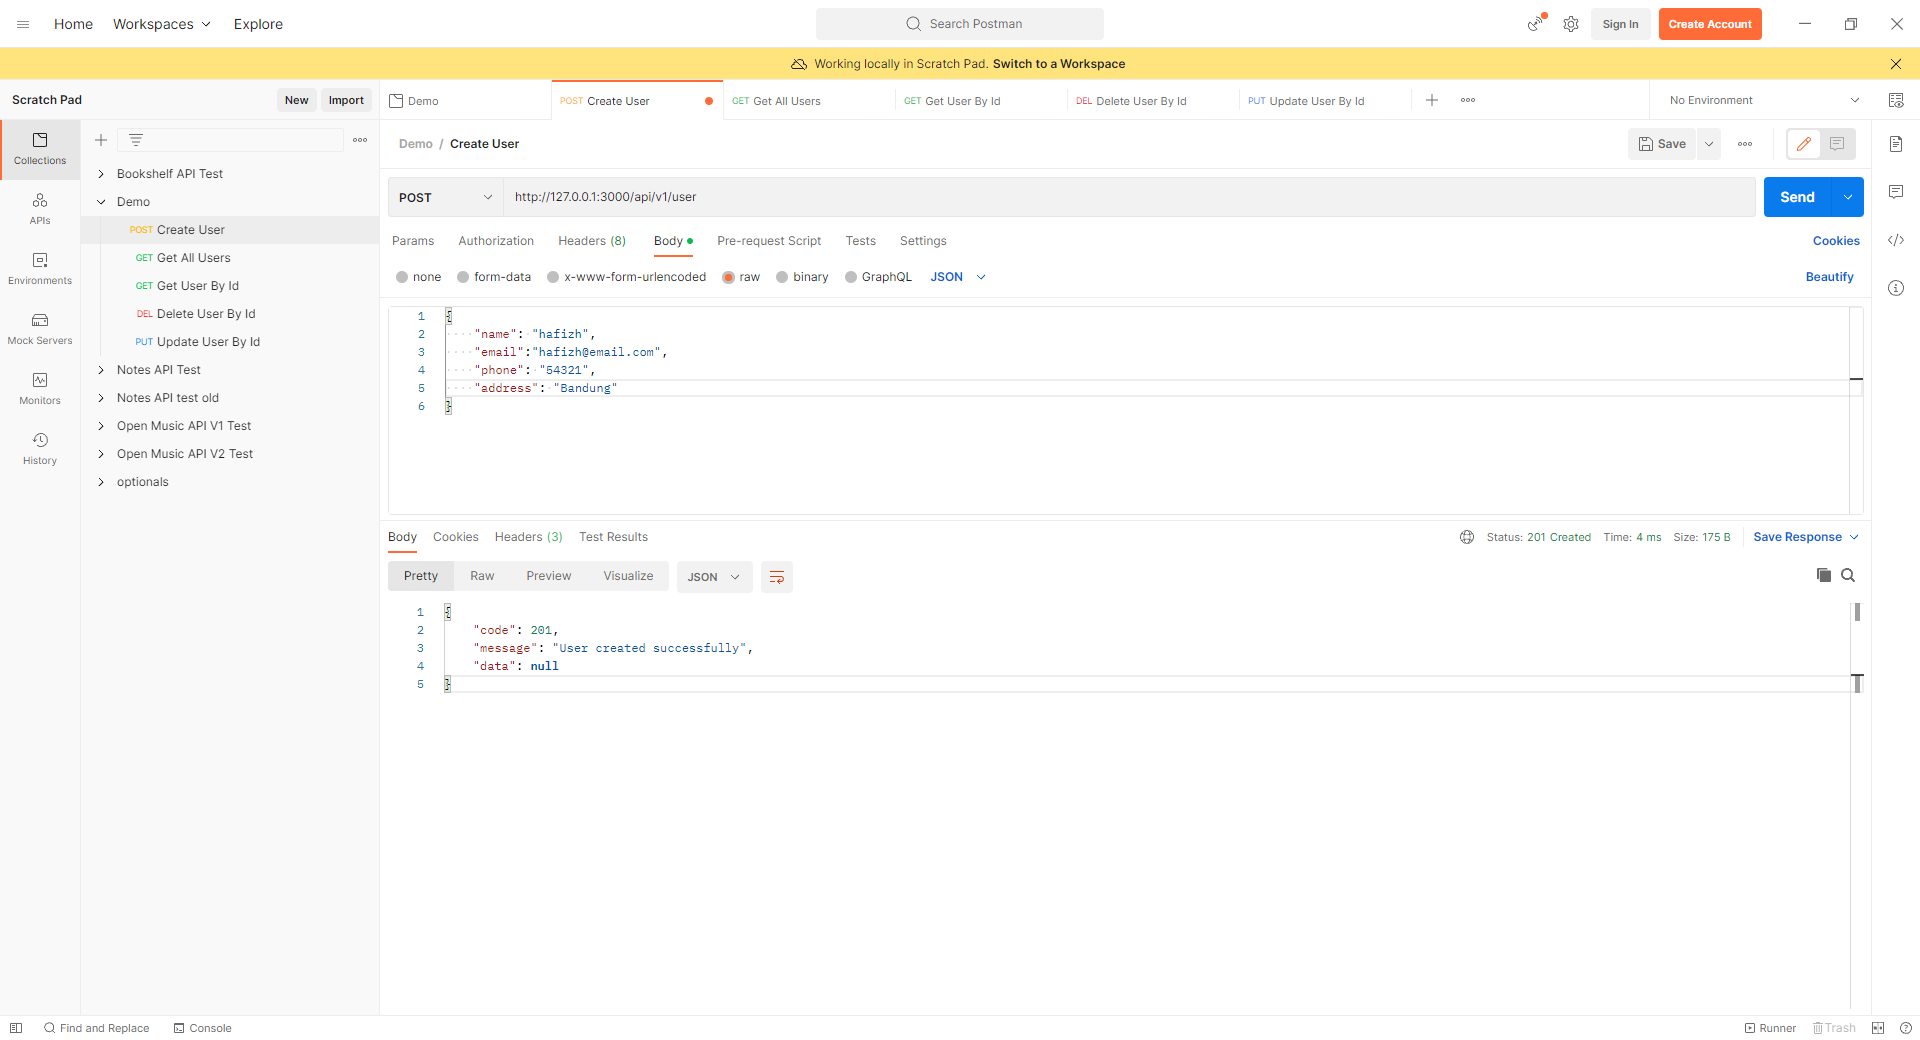 Home Workspaces Explore Search Postman Sign In Create Account
Working locally in Scratch Pad. Switch to a Workspace
Scratch Pad New Import Demo POST Create User GET Get All Users GET Get User By Id DEL Delete User By Id PUT Update User By Id No Environment
Collections
APIs
Environments
Mock Servers
Monitors
History
Bookshelf API Test
Demo
POST Create User
GET Get All Users
GET Get User By Id
DEL Delete User By Id
PUT Update User By Id
Notes API Test
Notes API test old
Open Music API V1 Test
Open Music API V2 Test
optionals
Demo / Create User Save
POST http://127.0.0.1:3000/api/v1/user Send
Params Authorization Headers (8) Body Pre-request Script Tests Settings Cookies
none form-data x-www-form-urlencoded raw binary GraphQL JSON Beautify
1 {
2 "name": "hafizh",
3 "email":"hafizh@email.com",
4 "phone": "54321",
5 "address": "Bandung"
6 }
Body Cookies Headers (3) Test Results Status: 201 Created Time: 4 ms Size: 175 B Save Response
Pretty Raw Preview Visualize JSON
1 {
2 "code": 201,
3 "message": "User created successfully",
4 "data": null
5 }
Find and Replace Console Runner Trash